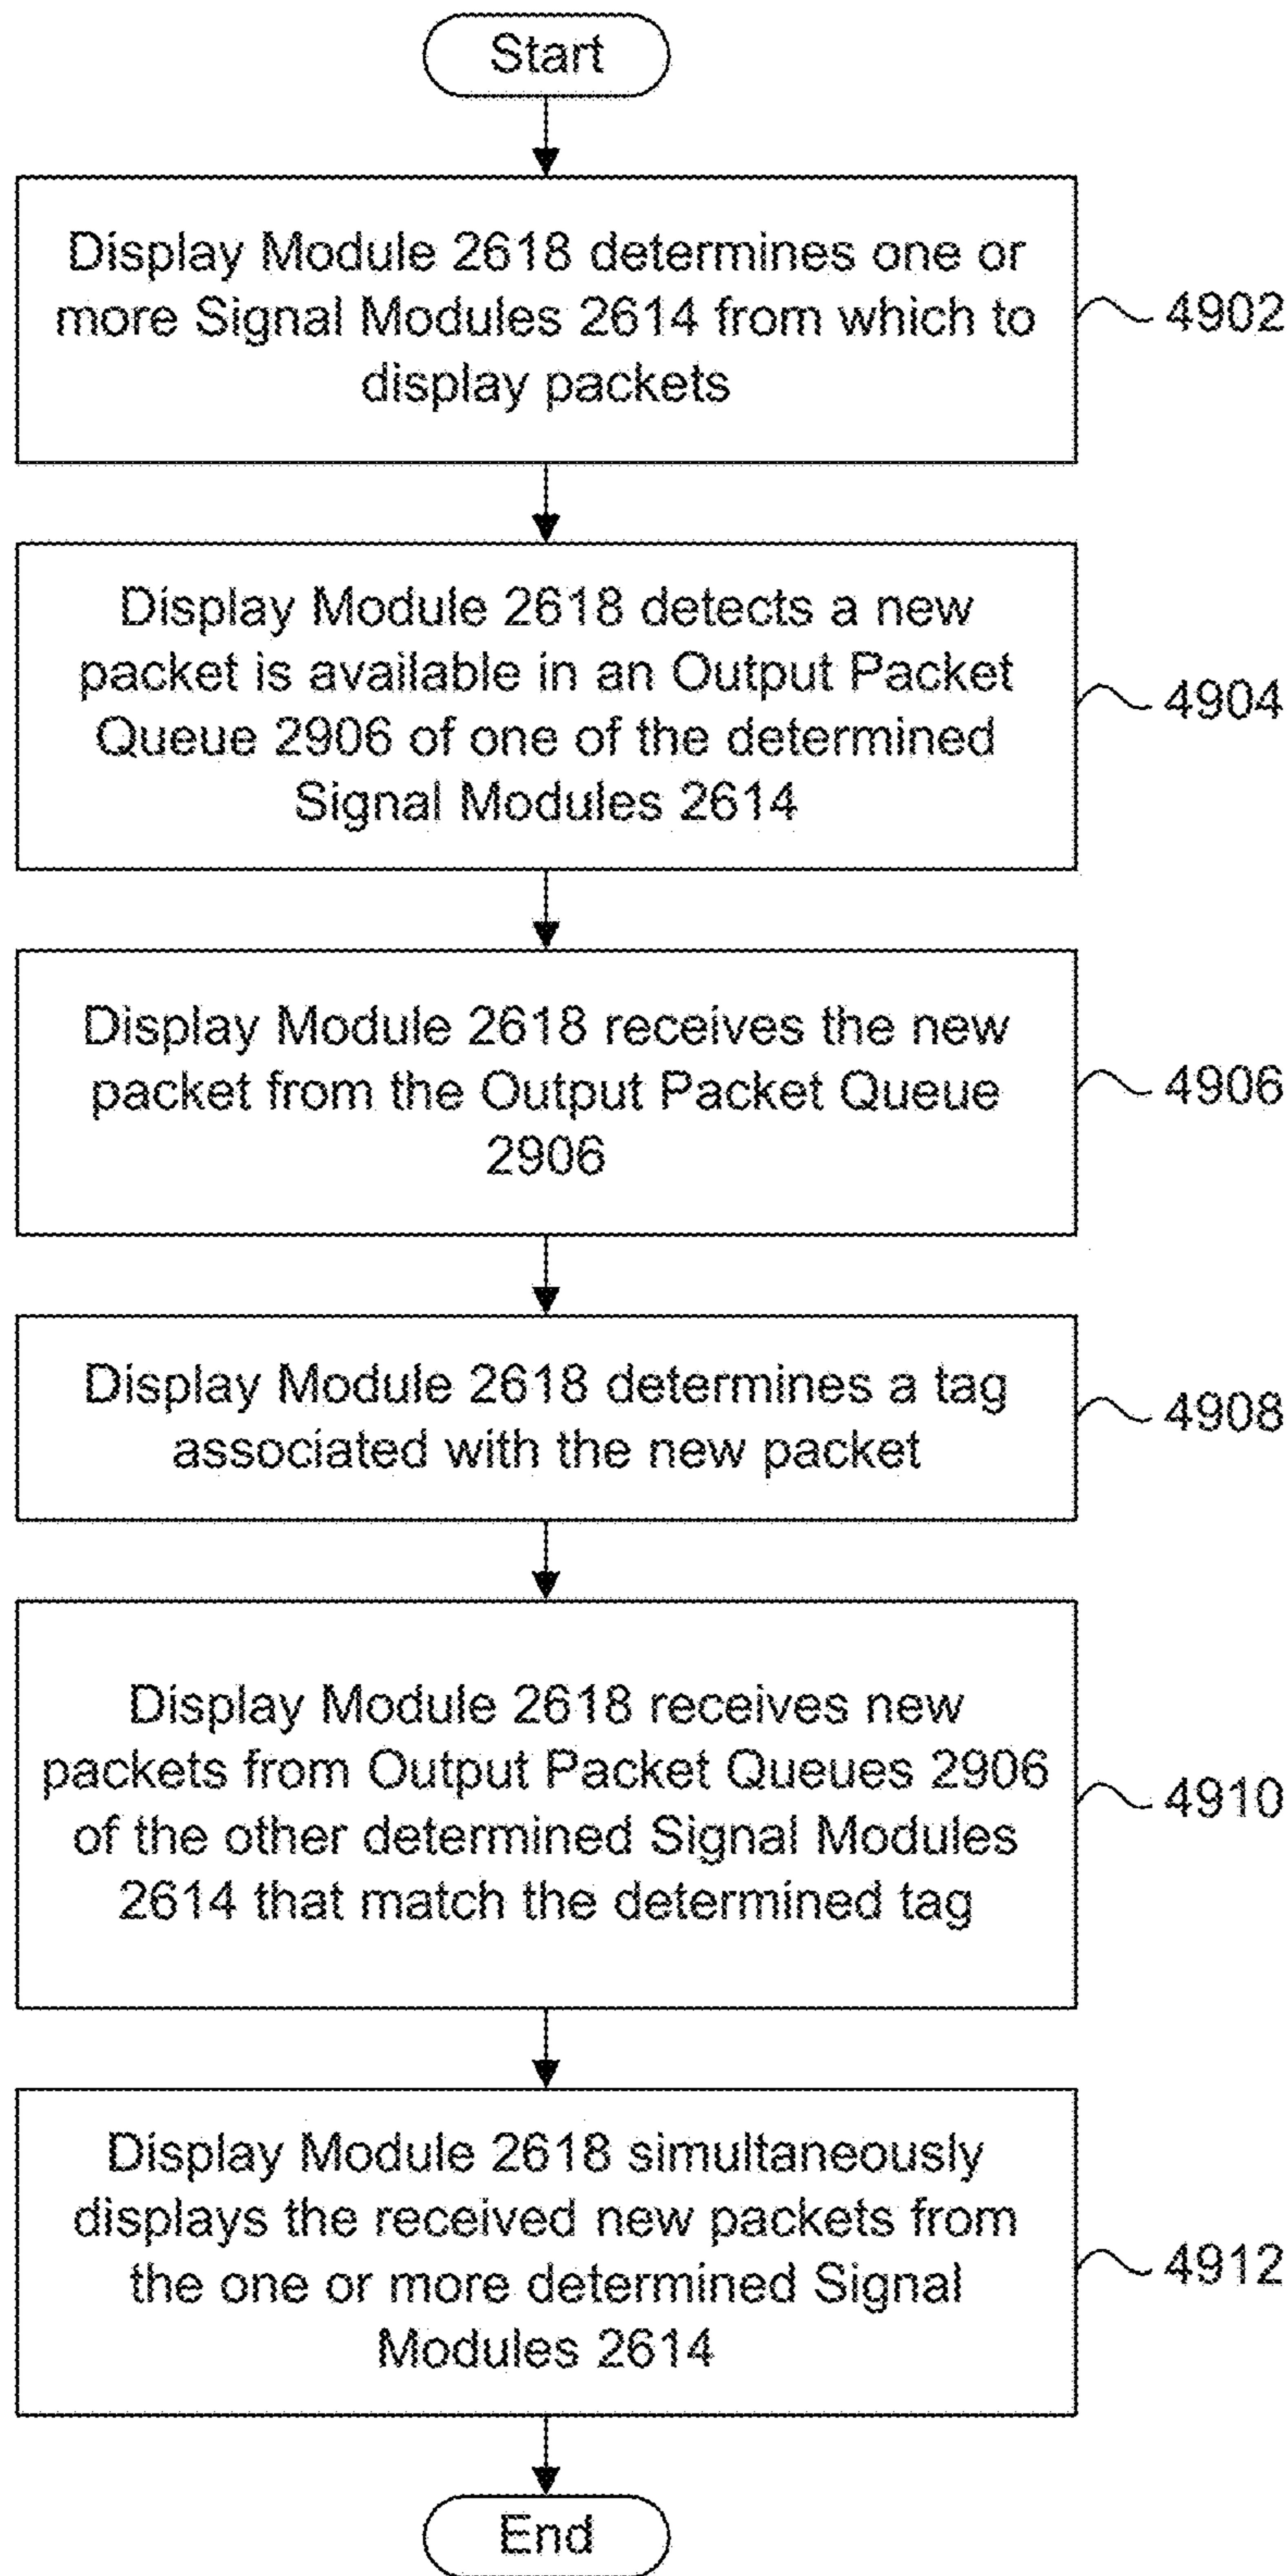 Start
Display Module 2618 determines one or
more Signal Modules 2614 from which to
display packets
4902
Display Module 2618 detects a new
packet is available in an Output Packet
Queue 2906 of one of the determined
Signal Modules 2614
4904
Display Module 2618 receives the new
packet from the Output Packet Queue
2906
4906
Display Module 2618 determines a tag
associated with the new packet
4908
Display Module 2618 receives new
packets from Output Packet Queues 2906
of the other determined Signal Modules
2614 that match the determined tag
4910
Display Module 2618 simultaneously
displays the received new packets from
the one or more determined Signal
Modules 2614
4912
End